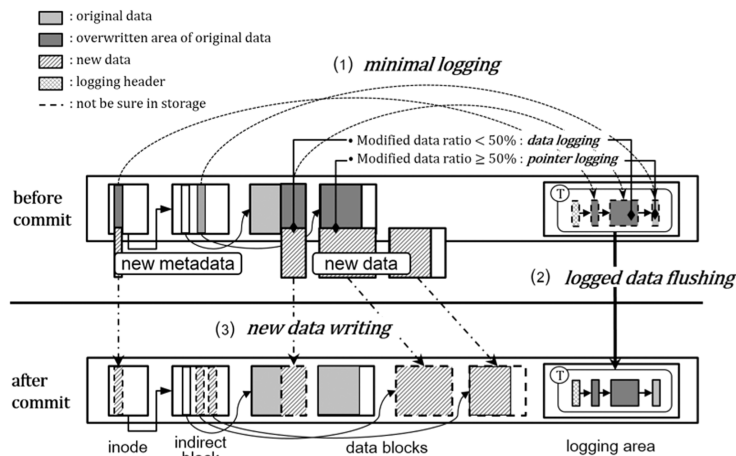 : original data
: overwritten area of original data
: new data
: logging header
: not be sure in storage
(1) minimal logging
• Modified data ratio < 50% : data logging
• Modified data ratio ≥ 50% : pointer logging
before
commit
T
new metadata
new data
(2) logged data flushing
(3) new data writing
after
commit
T
inode
indirect
data blocks
logging area